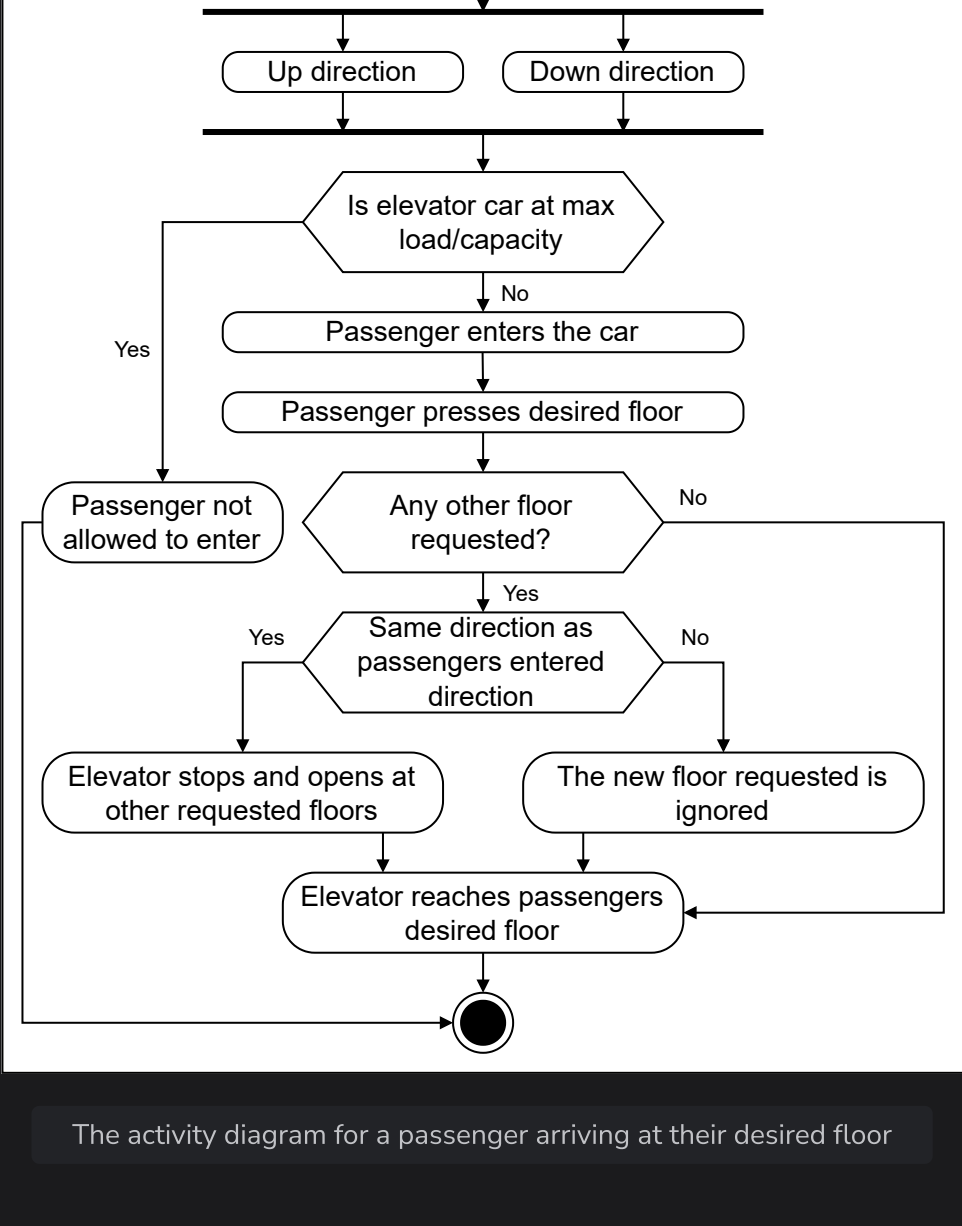 Up direction
Down direction
Is elevator car at max
load/capacity
No
Passenger enters the car
Yes
Passenger presses desired floor
Passenger not
allowed to enter
Any other floor
requested?
No
Yes
Same direction as
passengers entered
direction
Yes
No
Elevator stops and opens at
other requested floors
The new floor requested is
ignored
Elevator reaches passengers
desired floor
The activity diagram for a passenger arriving at their desired floor